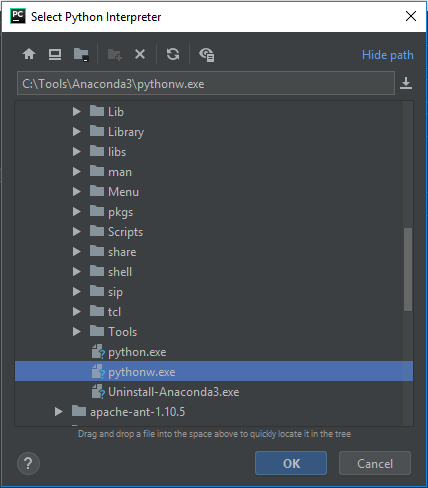 PC Select Python Interpreter
Hide path
C:\Tools\Anaconda3\pythonw.exe
Lib
Library
libs
man
Menu
pkgs
Scripts
share
shell
sip
tcl
Tools
python.exe
pythonw.exe
Uninstall-Anaconda3.exe
apache-ant-1.10.5
Drag and drop a file into the space above to quickly locate it in the tree
? OK Cancel